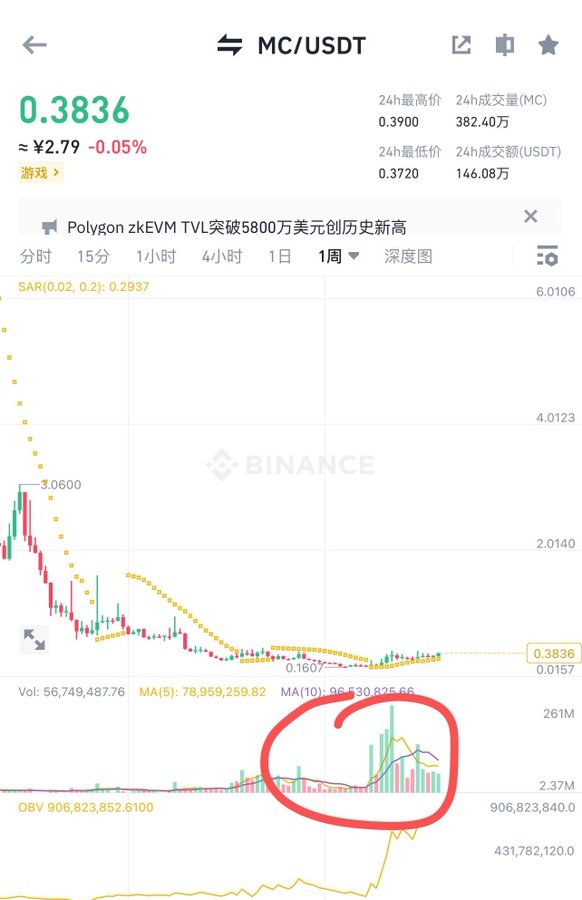 MC/USDT
0.3836
≈ ¥2.79 -0.05%
游戏 >
24h最高价 24h成交量(MC)
0.3900 382.40万
24h最低价 24h成交额(USDT)
0.3720 146.08万
Polygon zkEVM TVL突破5800万美元创历史新高
分时 15分 1小时 4小时 1日 1周 深度图
SAR(0.02, 0.2): 0.2937
6.0106
4.0123
BINANCE
3.0600
2.0140
0.3836
0.1607
0.0157
Vol: 56,749,487.76 MA(5): 78,959,259.82 MA(10): 96,530,825.66
261M
2.37M
OBV 906,823,852.6100
906,823,840.0
431,782,120.0